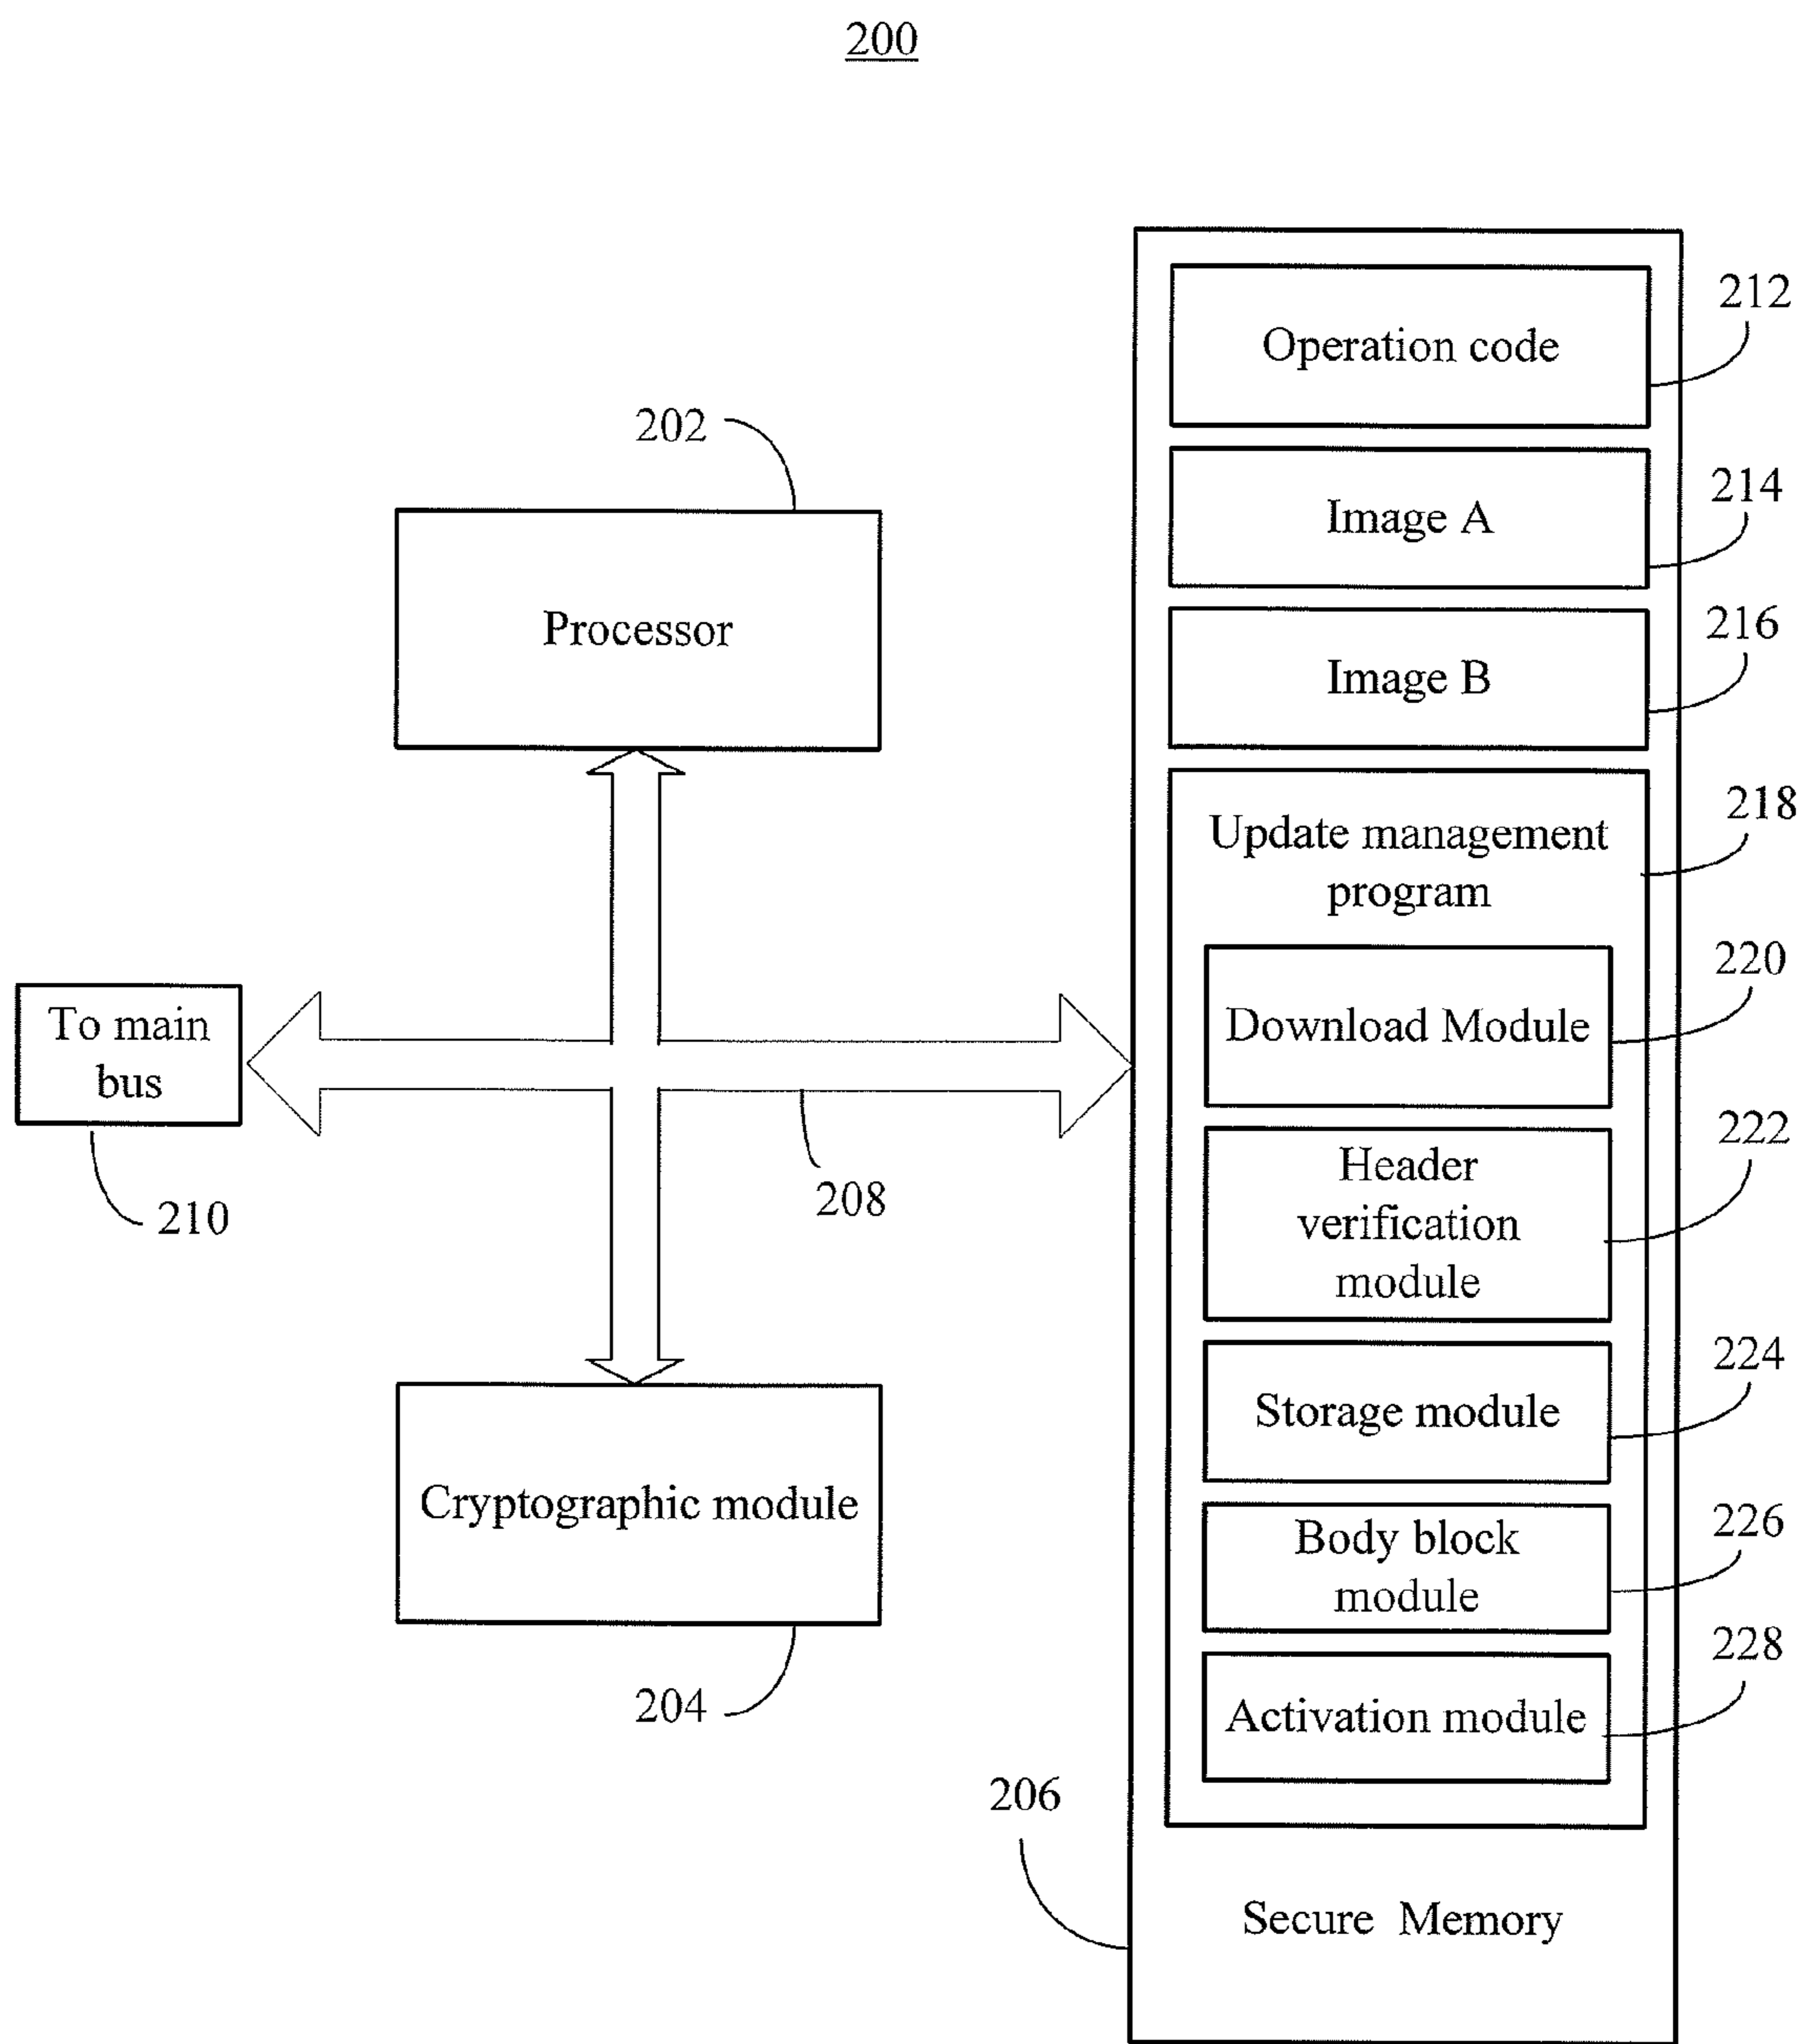 200
Operation code
212
Image A
214
Image B
216
Update management
program
218
Download Module
220
Header
verification
module
222
Storage module
224
Body block
module
226
Activation module
228
Secure Memory
206
202
Processor
To main
bus
210
208
Cryptographic module
204